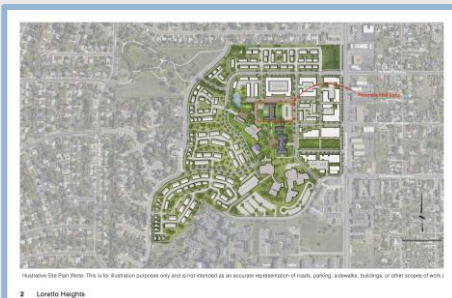 Illustrative Site Plan (Note: This is for illustration purposes only and is not intended as an accurate representation of roads, parking, sidewalks, buildings, or other scopes of work.)
2 Loretto Heights